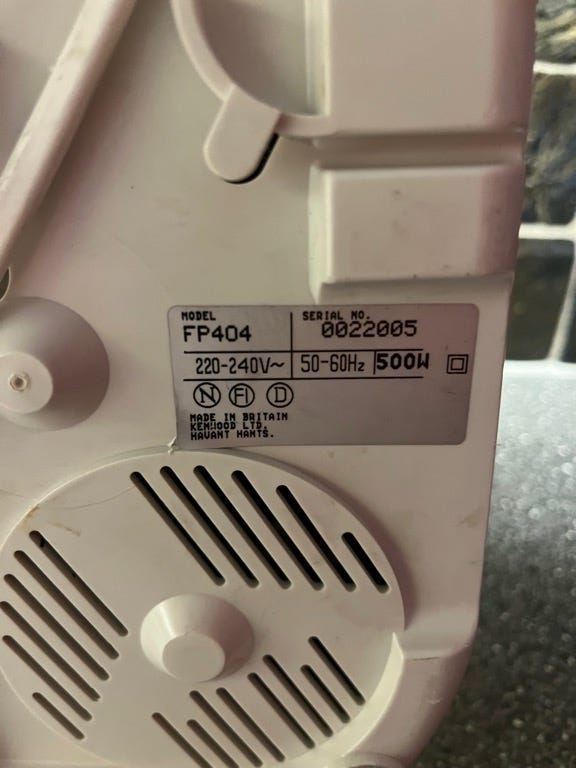 MODEL
FP404
SERIAL NO.
0022005
220-240V~ 50-60Hz 500W
N FI D
MADE IN BRITAIN
KENWOOD LTD.
HAVANT HANTS.